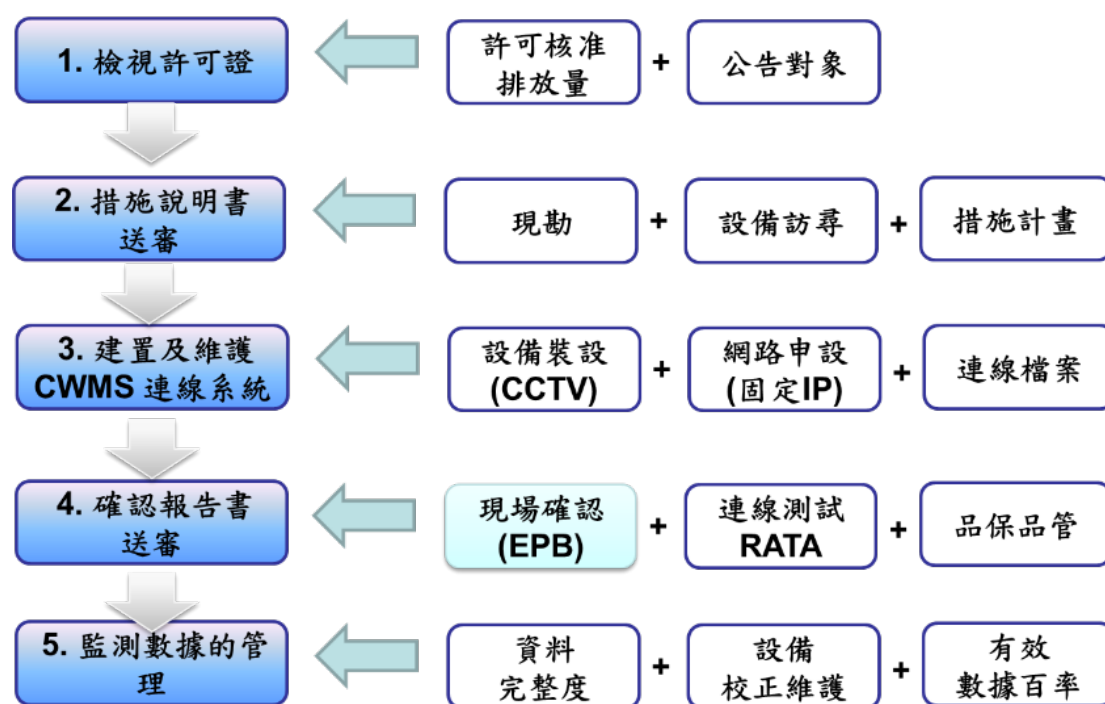 1. 檢視許可證
許可核准
排放量
+
公告對象
2. 措施說明書
送審
現勘
+
設備訪尋
+
措施計畫
3. 建置及維護
CWMS 連線系統
設備裝設
(CCTV)
+
網路申設
(固定IP)
+
連線檔案
4. 確認報告書
送審
現場確認
(EPB)
+
連線測試
RATA
+
品保品管
5. 監測數據的管
理
資料
完整度
+
設備
校正維護
+
有效
數據百率